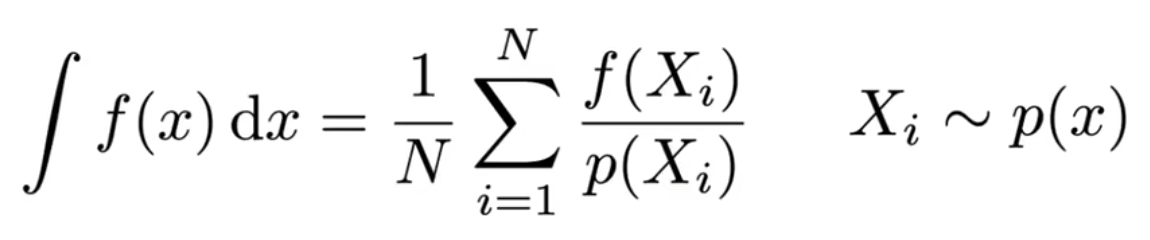 ∫ f(x) dx = 1/N ∑_{i=1}^{N} f(X_i)/p(X_i)   X_i ∼ p(x)